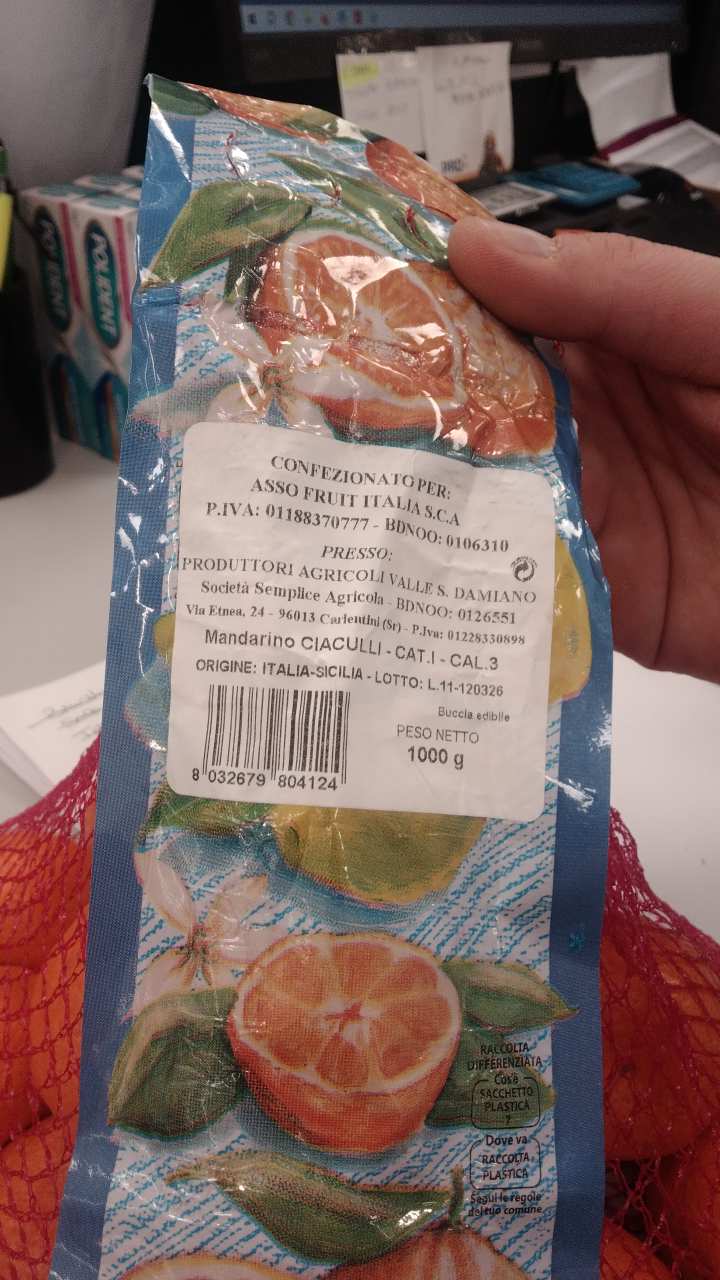 POLIDENT
POLIDENT
CONFEZIONATO PER:
ASSO FRUIT ITALIA S.C.A
P.IVA: 01188370777 - BDNOO: 0106310
PRESSO:
PRODUTTORI AGRICOLI VALLE S. DAMIANO
Società Semplice Agricola - BDNOO: 0126551
Via Etnea, 24 - 96013 Carlentini (Sr) - P.Iva: 01228330898
Mandarino CIACULLI - CAT.I - CAL.3
ORIGINE: ITALIA-SICILIA - LOTTO: L.11-120326
Buccia edibile
PESO NETTO
1000 g
8 032679 804124
RACCOLTA
DIFFERENZIATA
Cos'è
SACCHETTO
PLASTICA
?
Dove va
RACCOLTA
PLASTICA
Segui le regole
del tuo comune